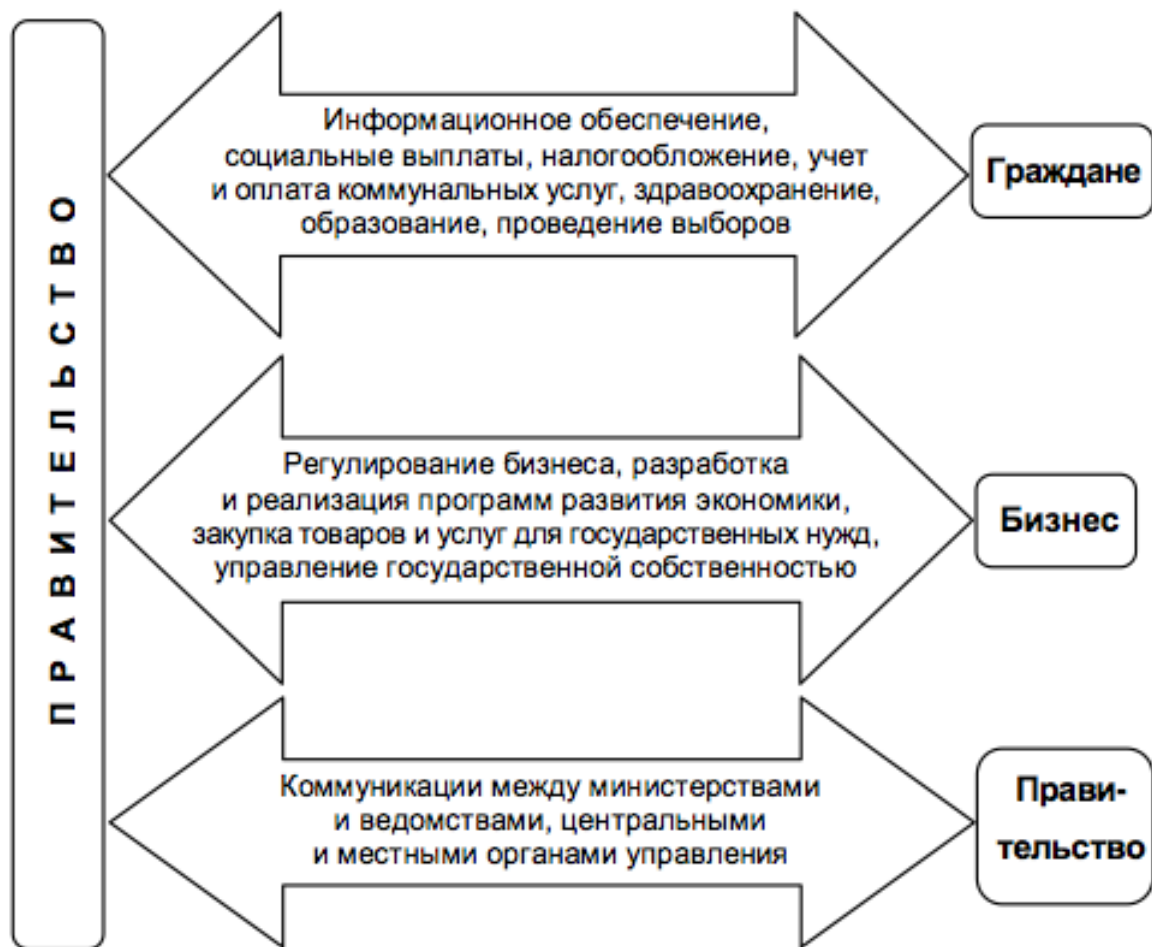 ПРАВИТЕЛЬСТВО
Информационное обеспечение,
социальные выплаты, налогообложение, учет
и оплата коммунальных услуг, здравоохранение,
образование, проведение выборов
Граждане
Регулирование бизнеса, разработка
и реализация программ развития экономики,
закупка товаров и услуг для государственных нужд,
управление государственной собственностью
Бизнес
Коммуникации между министерствами
и ведомствами, центральными
и местными органами управления
Прави-
тельство